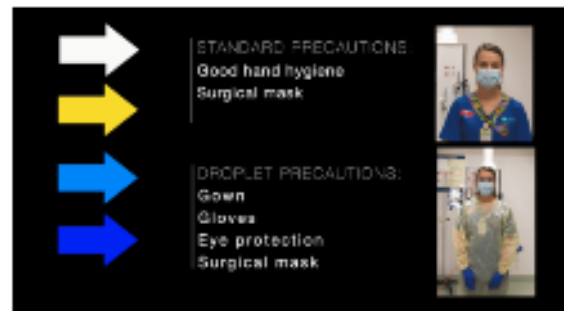 STANDARD PRECAUTIONS:
Good hand hygiene
Surgical mask
DROPLET PRECAUTIONS:
Gown
Gloves
Eye protection
Surgical mask